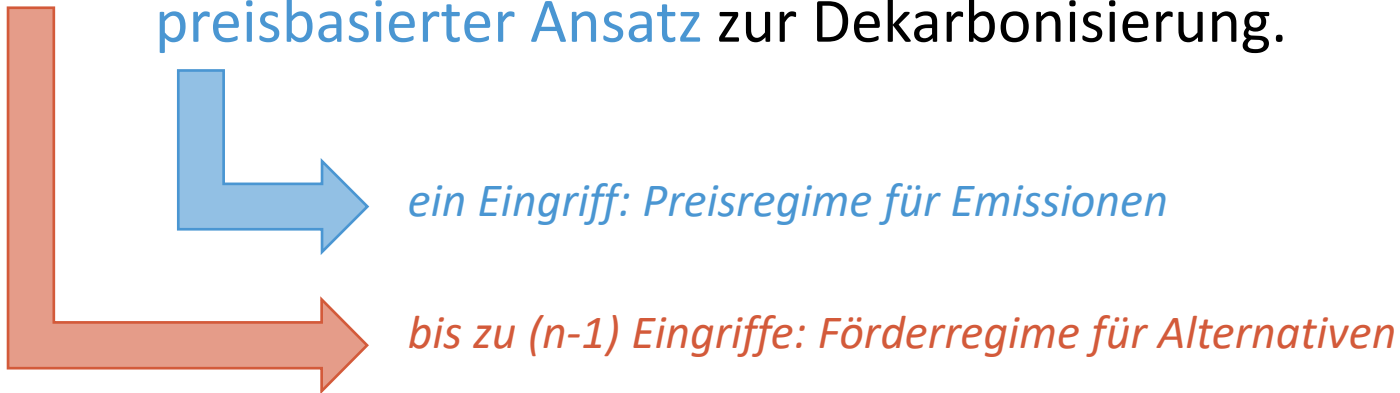 preisbasierter Ansatz zur Dekarbonisierung.
ein Eingriff: Preisregime für Emissionen
bis zu (n-1) Eingriffe: Förderregime für Alternativen